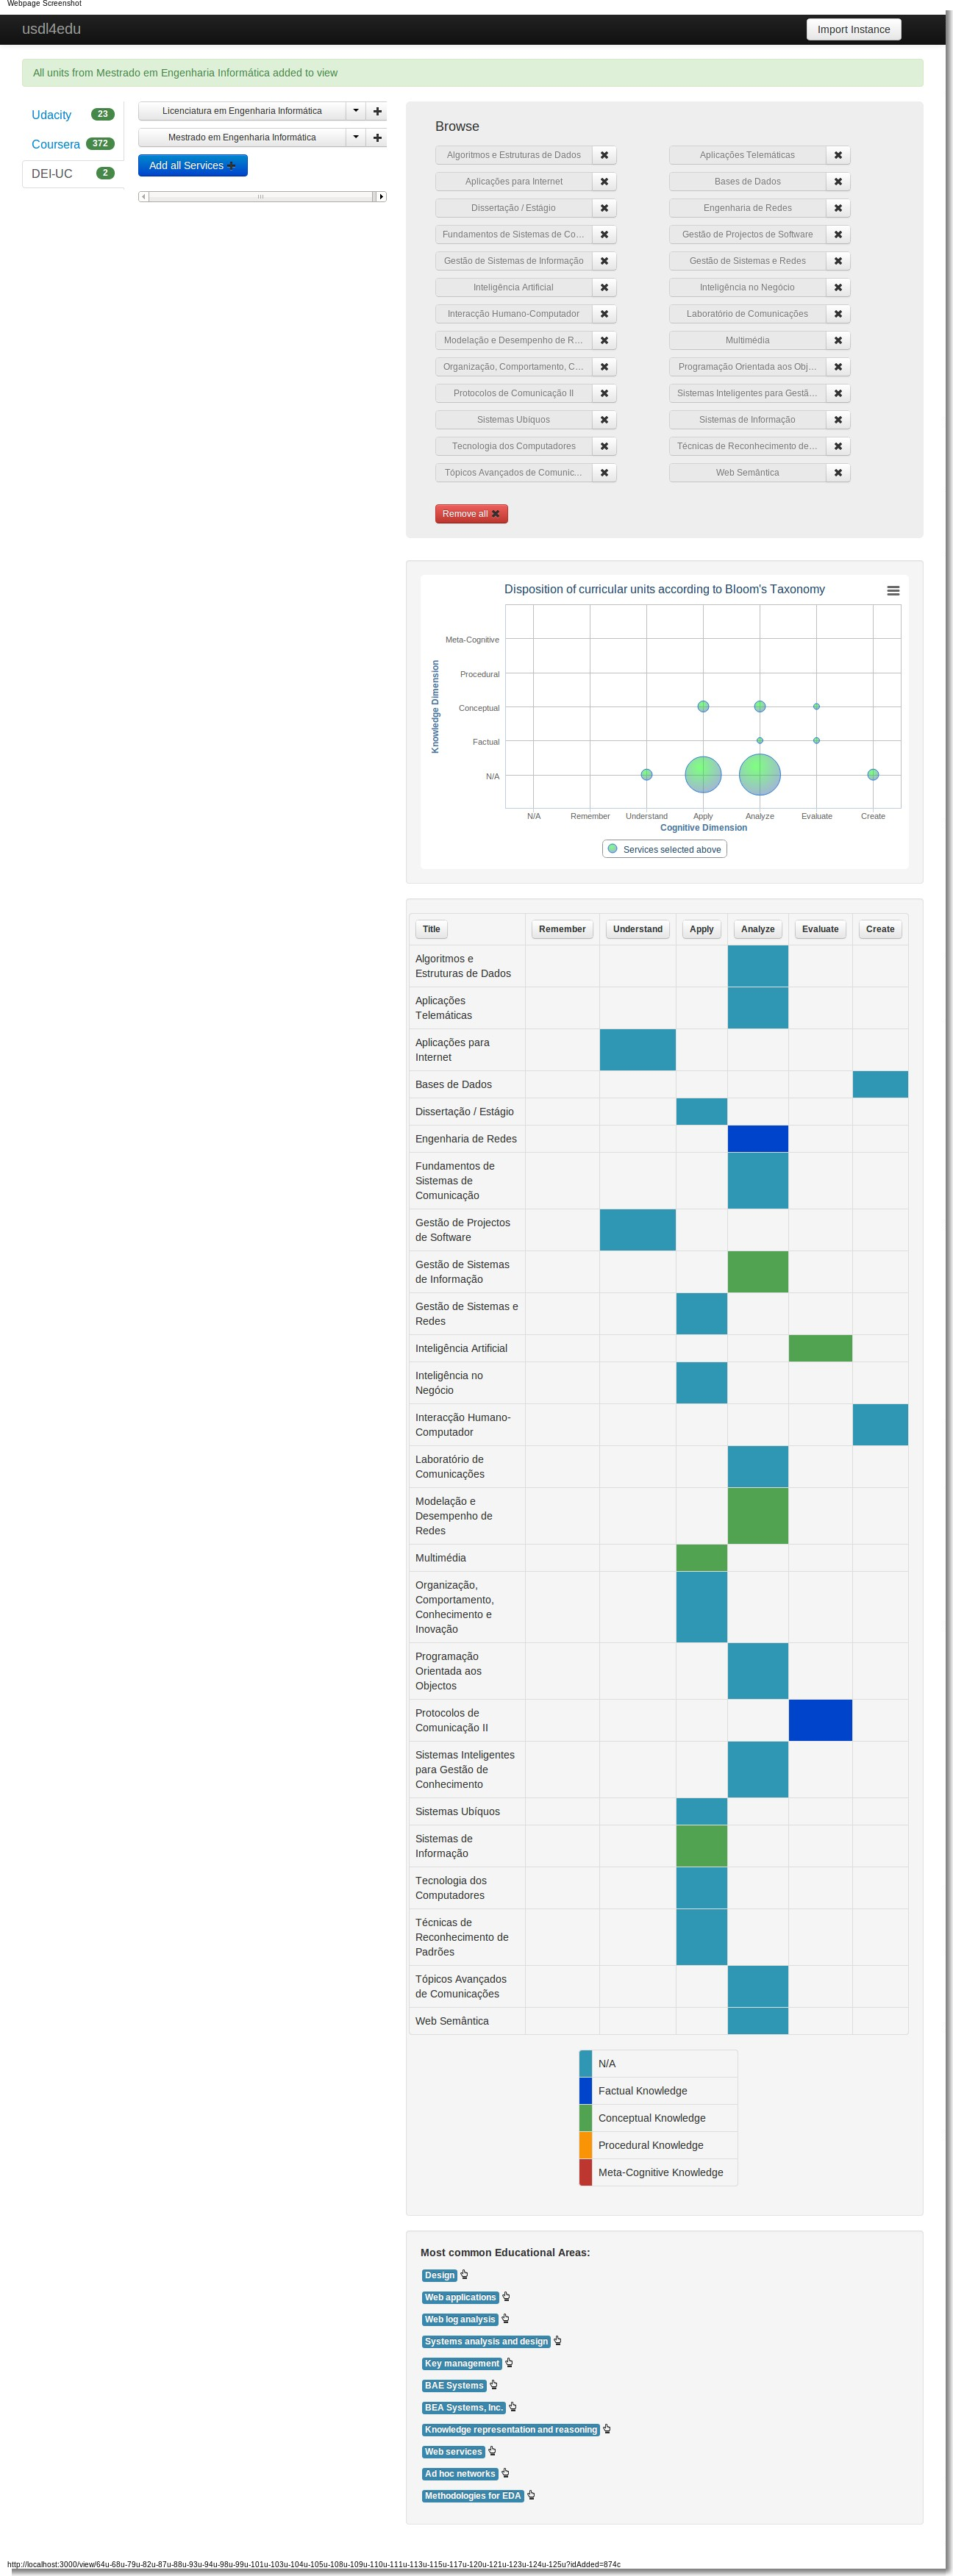 Webpage Screenshot
usdl4edu
Import Instance
All units from Mestrado em Engenharia Informática added to view
Udacity 23
Coursera 372
DEI-UC 2
Licenciatura em Engenharia Informática
Mestrado em Engenharia Informática
Add all Services
Browse
Algoritmos e Estruturas de Dados
Aplicações Telemáticas
Aplicações para Internet
Bases de Dados
Dissertação / Estágio
Engenharia de Redes
Fundamentos de Sistemas de Co...
Gestão de Projectos de Software
Gestão de Sistemas de Informação
Gestão de Sistemas e Redes
Inteligência Artificial
Inteligência no Negócio
Interacção Humano-Computador
Laboratório de Comunicações
Modelação e Desempenho de R...
Multimédia
Organização, Comportamento, C...
Programação Orientada aos Obj...
Protocolos de Comunicação II
Sistemas Inteligentes para Gestã...
Sistemas Ubíquos
Sistemas de Informação
Tecnologia dos Computadores
Técnicas de Reconhecimento de...
Tópicos Avançados de Comunic...
Web Semântica
Remove all
Disposition of curricular units according to Bloom's Taxonomy
Knowledge Dimension
Meta-Cognitive
Procedural
Conceptual
Factual
N/A
N/A Remember Understand Apply Analyze Evaluate Create
Cognitive Dimension
Services selected above
Title Remember Understand Apply Analyze Evaluate Create
Algoritmos e
Estruturas de Dados
Aplicações
Telemáticas
Aplicações para
Internet
Bases de Dados
Dissertação / Estágio
Engenharia de Redes
Fundamentos de
Sistemas de
Comunicação
Gestão de Projectos
de Software
Gestão de Sistemas
de Informação
Gestão de Sistemas e
Redes
Inteligência Artificial
Inteligência no
Negócio
Interacção Humano-
Computador
Laboratório de
Comunicações
Modelação e
Desempenho de
Redes
Multimédia
Organização,
Comportamento,
Conhecimento e
Inovação
Programação
Orientada aos
Objectos
Protocolos de
Comunicação II
Sistemas Inteligentes
para Gestão de
Conhecimento
Sistemas Ubíquos
Sistemas de
Informação
Tecnologia dos
Computadores
Técnicas de
Reconhecimento de
Padrões
Tópicos Avançados
de Comunicações
Web Semântica
N/A
Factual Knowledge
Conceptual Knowledge
Procedural Knowledge
Meta-Cognitive Knowledge
Most common Educational Areas:
Design
Web applications
Web log analysis
Systems analysis and design
Key management
BAE Systems
BEA Systems, Inc.
Knowledge representation and reasoning
Web services
Ad hoc networks
Methodologies for EDA
http://localhost:3000/view/64u-68u-79u-82u-87u-88u-93u-94u-98u-99u-101u-103u-104u-105u-108u-109u-110u-111u-113u-115u-117u-120u-121u-123u-124u-125u?idAdded=874c